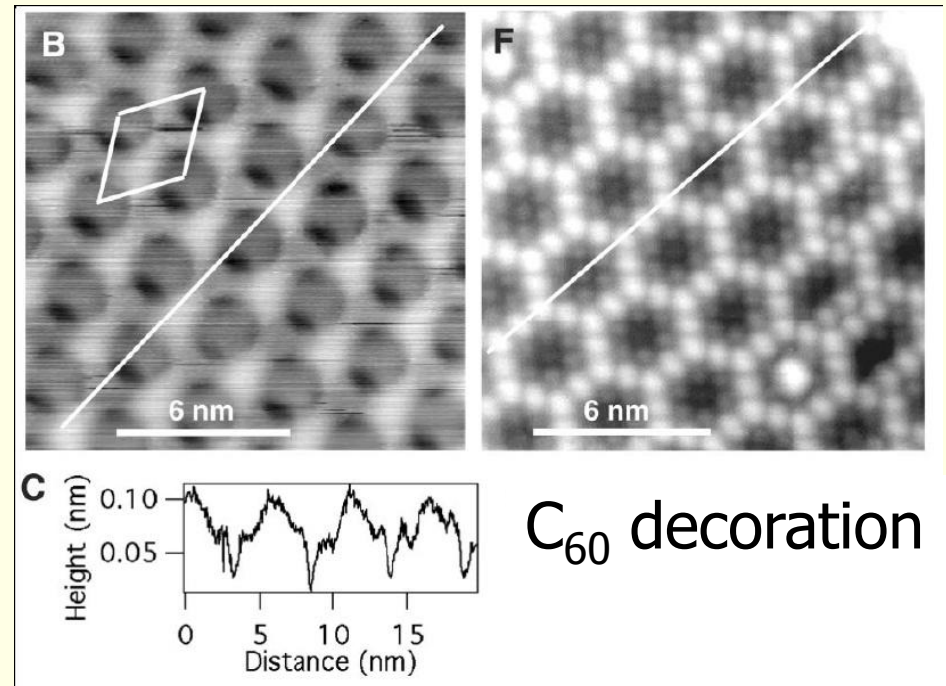 B
6 nm
F
6 nm
C
Height (nm)
0.10
0.05
0
5
10
15
Distance (nm)
C₆₀ decoration